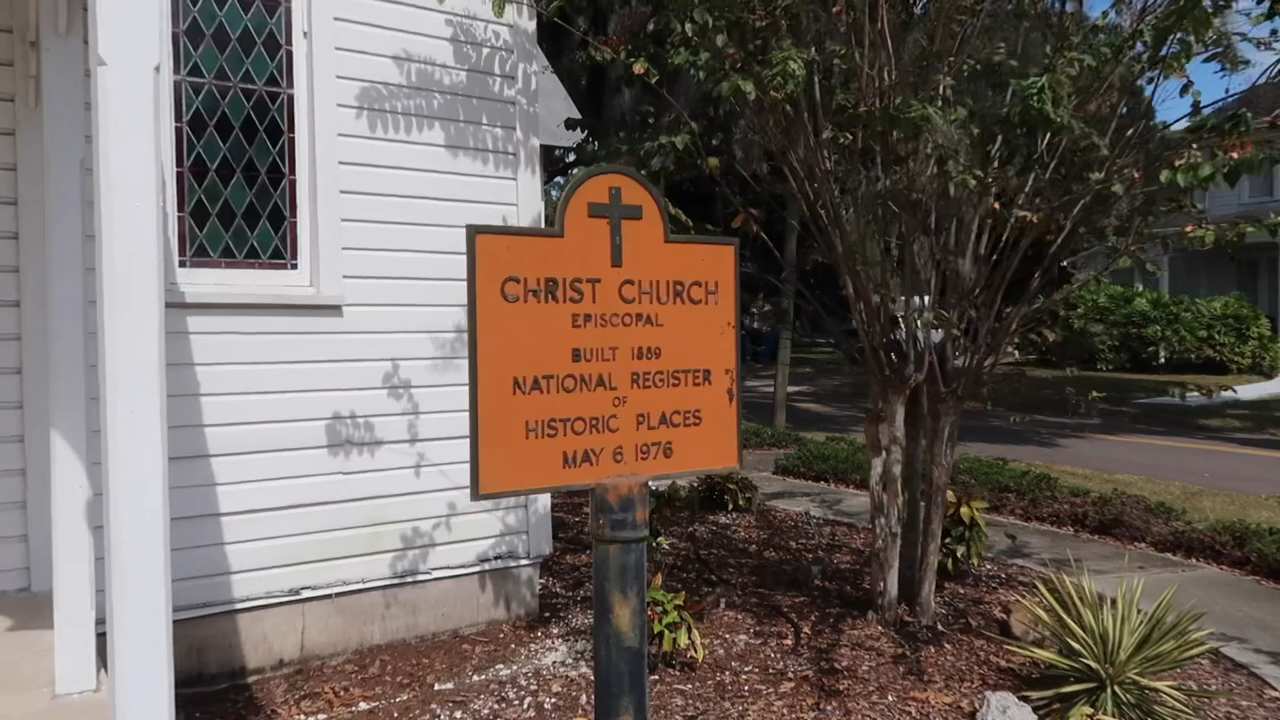 CHRIST CHURCH
EPISCOPAL
BUILT 1889
NATIONAL REGISTER
OF
HISTORIC PLACES
MAY 6, 1976